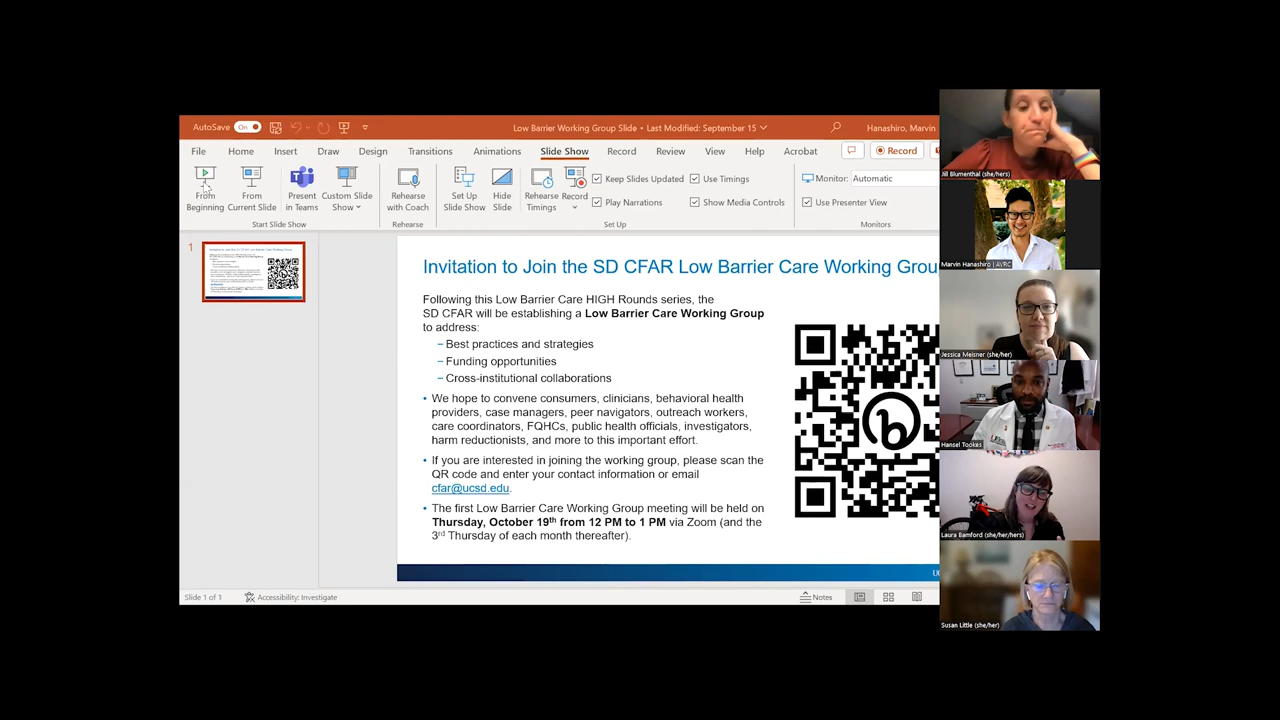 AutoSave On
Low Barrier Working Group Slide • Last Modified: September 15
Hanashiro, Marvin
File Home Insert Draw Design Transitions Animations Slide Show Record Review View Help Acrobat Record
From Beginning
From Current Slide
Present in Teams
Custom Slide Show
Rehearse with Coach
Set Up Slide Show
Hide Slide
Rehearse Timings
Record
Keep Slides Updated
Use Timings
Play Narrations
Show Media Controls
Monitor: Automatic
Use Presenter View
Start Slide Show
Rehearse
Set Up
Monitors
1
Invitation to Join the SD CFAR Low Barrier Care Working Grou
Following this Low Barrier Care HIGH Rounds series, the
SD CFAR will be establishing a Low Barrier Care Working Group
to address:
– Best practices and strategies
– Funding opportunities
– Cross-institutional collaborations
• We hope to convene consumers, clinicians, behavioral health
providers, case managers, peer navigators, outreach workers,
care coordinators, FQHCs, public health officials, investigators,
harm reductionists, and more to this important effort.
• If you are interested in joining the working group, please scan the
QR code and enter your contact information or email
cfar@ucsd.edu.
• The first Low Barrier Care Working Group meeting will be held on
Thursday, October 19th from 12 PM to 1 PM via Zoom (and the
3rd Thursday of each month thereafter).
Slide 1 of 1
Accessibility: Investigate
Notes
Jill Blumenthal (she/hers)
Marvin Hanashiro | AVRC
Jessica Meisner (she/her)
Hansel Tookes
Laura Bamford (she/her/hers)
Susan Little (she/her)